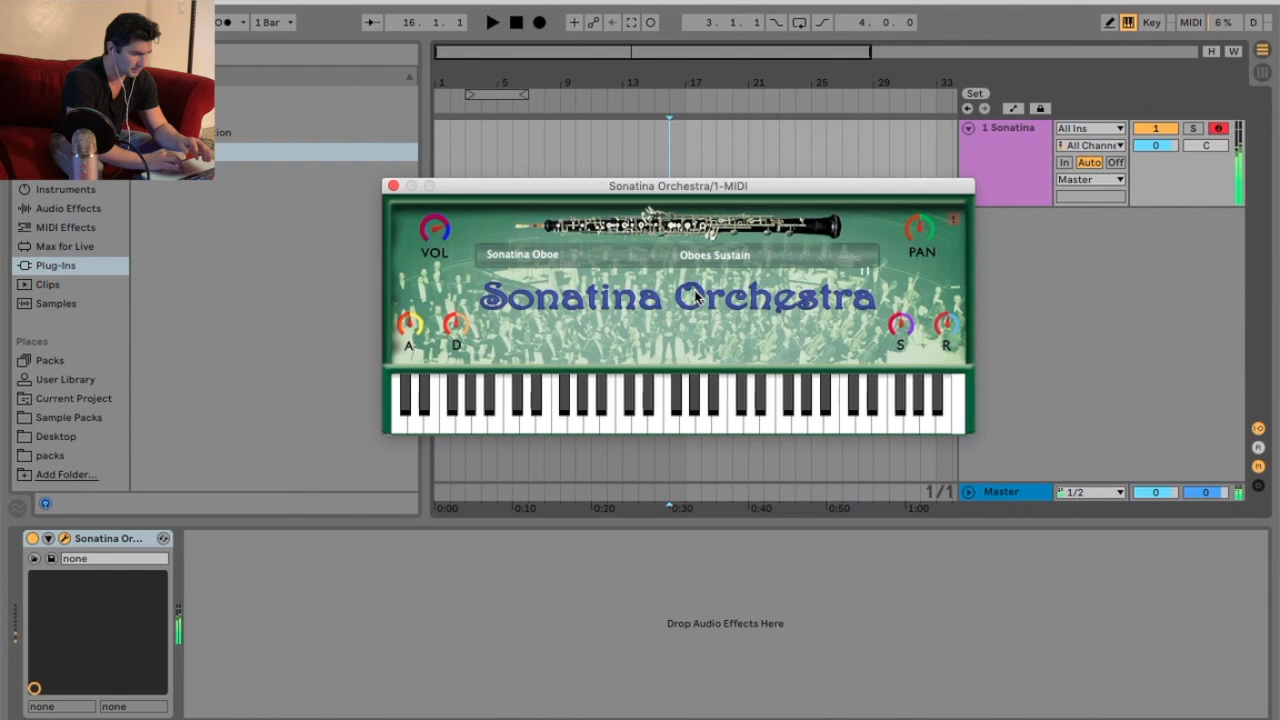 1 Bar
16. 1. 1
3. 1. 1
4. 0. 0
Key
MIDI
6 %
D
H
W
1
5
9
13
17
21
25
29
33
Set
1 Sonatina
All Ins
1
S
All Channe
0
C
In
Auto
Off
Master
tion
Instruments
Audio Effects
MIDI Effects
Max for Live
Plug-Ins
Clips
Samples
Places
Packs
User Library
Current Project
Sample Packs
Desktop
packs
Add Folder...
Sonatina Orchestra/1-MIDI
VOL
PAN
Sonatina Oboe
Oboes Sustain
Sonatina Orchestra
A
D
S
R
1/1
Master
1/2
0
0
0:00
0:10
0:20
0:30
0:40
0:50
1:00
R
M
D
Sonatina Or...
none
none
none
Drop Audio Effects Here